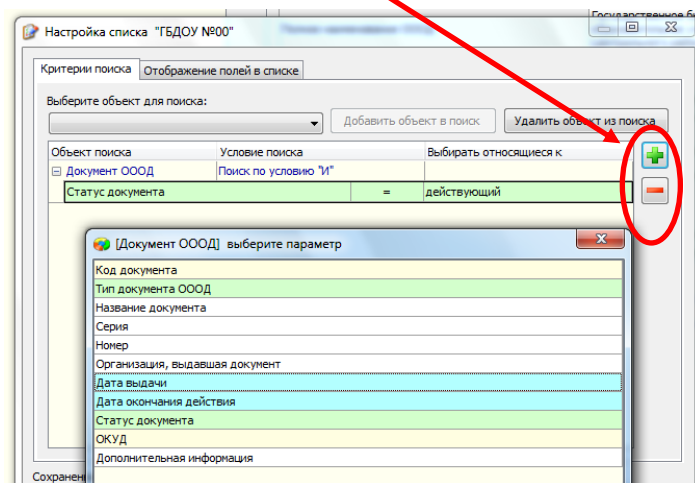 Государственное б
Настройка списка "ГБДОУ №00"
Критерии поиска Отображение полей в списке
Выберите объект для поиска:
Добавить объект в поиск Удалить объект из поиска
Объект поиска Условие поиска Выбирать относящиеся к
Документ ОООД Поиск по условию "И"
Статус документа = действующий
[Документ ОООД] выберите параметр
Код документа
Тип документа ОООД
Название документа
Серия
Номер
Организация, выдавшая документ
Дата выдачи
Дата окончания действия
Статус документа
ОКУД
Дополнительная информация
Сохранен